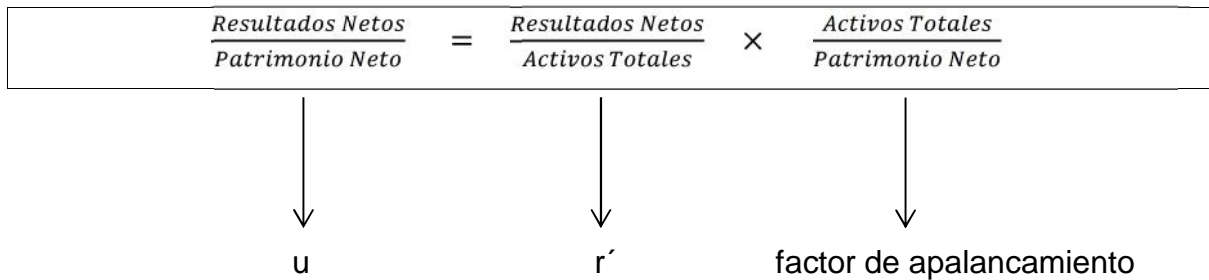 Resultados Netos / Patrimonio Neto = Resultados Netos / Activos Totales × Activos Totales / Patrimonio Neto
u r´ factor de apalancamiento